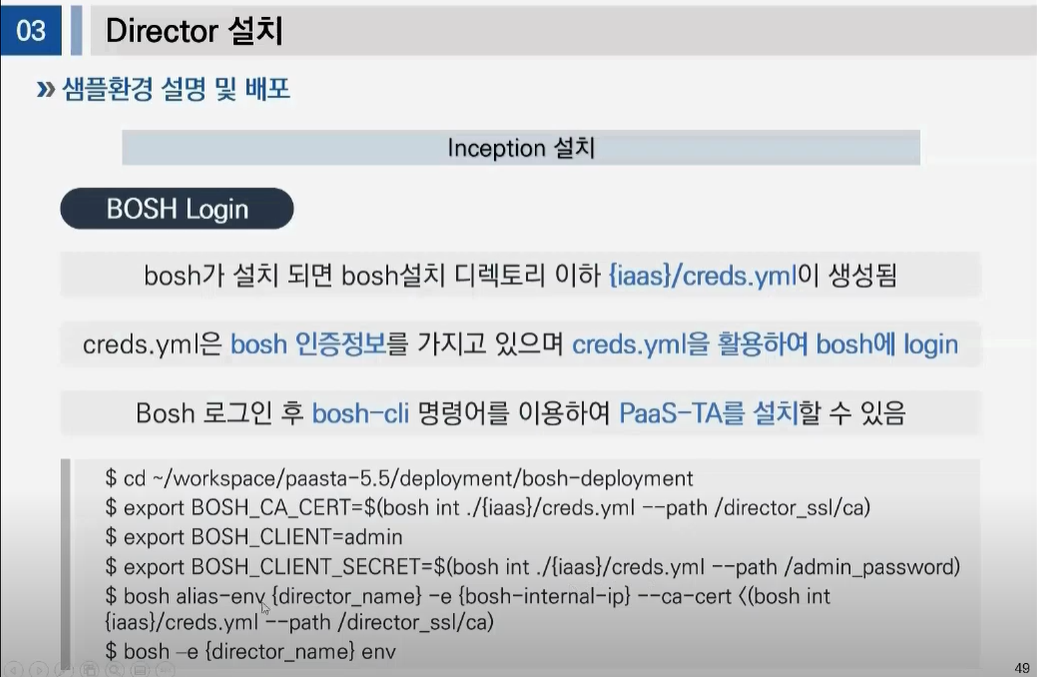 03 Director 설치
샘플환경 설명 및 배포
Inception 설치
BOSH Login
bosh가 설치 되면 bosh설치 디렉토리 이하 {iaas}/creds.yml이 생성됨
creds.yml은 bosh 인증정보를 가지고 있으며 creds.yml을 활용하여 bosh에 login
Bosh 로그인 후 bosh-cli 명령어를 이용하여 PaaS-TA를 설치할 수 있음
$ cd ~/workspace/paasta-5.5/deployment/bosh-deployment
$ export BOSH_CA_CERT=$(bosh int ./{iaas}/creds.yml --path /director_ssl/ca)
$ export BOSH_CLIENT=admin
$ export BOSH_CLIENT_SECRET=$(bosh int ./{iaas}/creds.yml --path /admin_password)
$ bosh alias-env {director_name} -e {bosh-internal-ip} --ca-cert <(bosh int
{iaas}/creds.yml --path /director_ssl/ca)
$ bosh –e {director_name} env
49